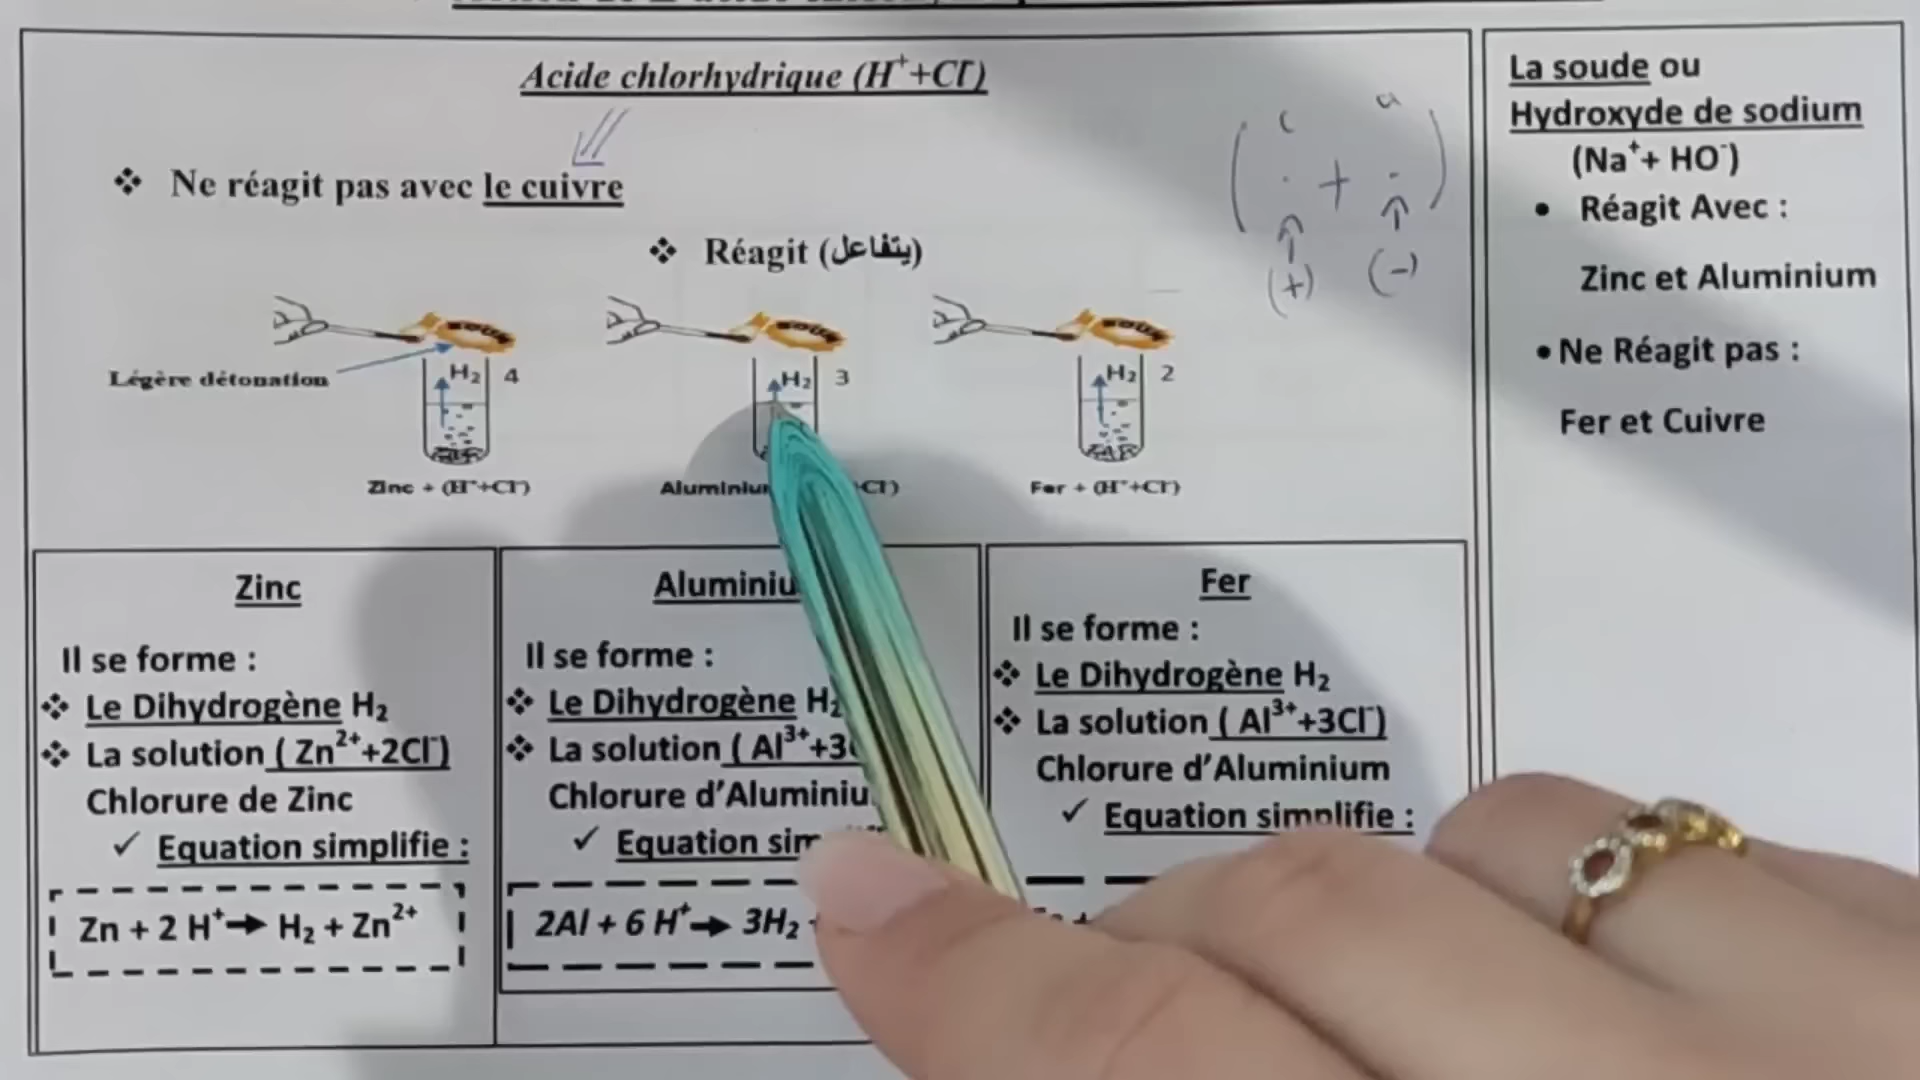 Acide chlorhydrique (H⁺+Cl⁻)
❖ Ne réagit pas avec le cuivre
❖ Réagit (يتفاعل)
( . + . )
(+) (-)
Légère détonation
H₂ 4
H₂ 3
H₂ 2
Zinc + (H⁺+Cl⁻)
Fer + (H⁺+Cl⁻)
Zinc
Il se forme :
❖ Le Dihydrogène H₂
❖ La solution ( Zn²⁺+2Cl⁻)
Chlorure de Zinc
✓ Equation simplifie :
Zn + 2 H⁺→ H₂ + Zn²⁺
Il se forme :
❖ Le Dihydrogène H₂
❖ La solution ( Al³⁺+3
Chlorure
✓ Equation
2Al + 6 H⁺→ 3H₂
Fer
Il se forme :
❖ Le Dihydrogène H₂
❖ La solution ( Al³⁺+3Cl⁻)
Chlorure d’Aluminium
✓ Equation simplifie :
La soude ou
Hydroxyde de sodium
(Na⁺+ HO⁻)
• Réagit Avec :
Zinc et Aluminium
• Ne Réagit pas :
Fer et Cuivre